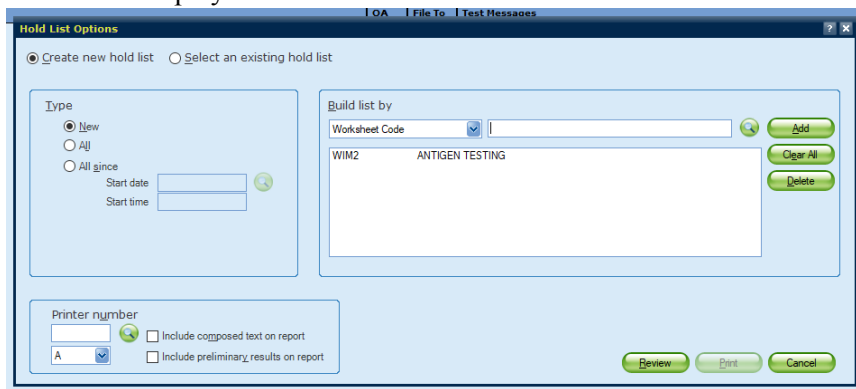 OA File To Test Messages
Hold List Options
Create new hold list Select an existing hold list
Type
New
All
All since
Start date
Start time
Build list by
Worksheet Code
Add
WIM2 ANTIGEN TESTING
Clear All
Delete
Printer number
Include composed text on report
A
Include preliminary results on report
Review Print Cancel